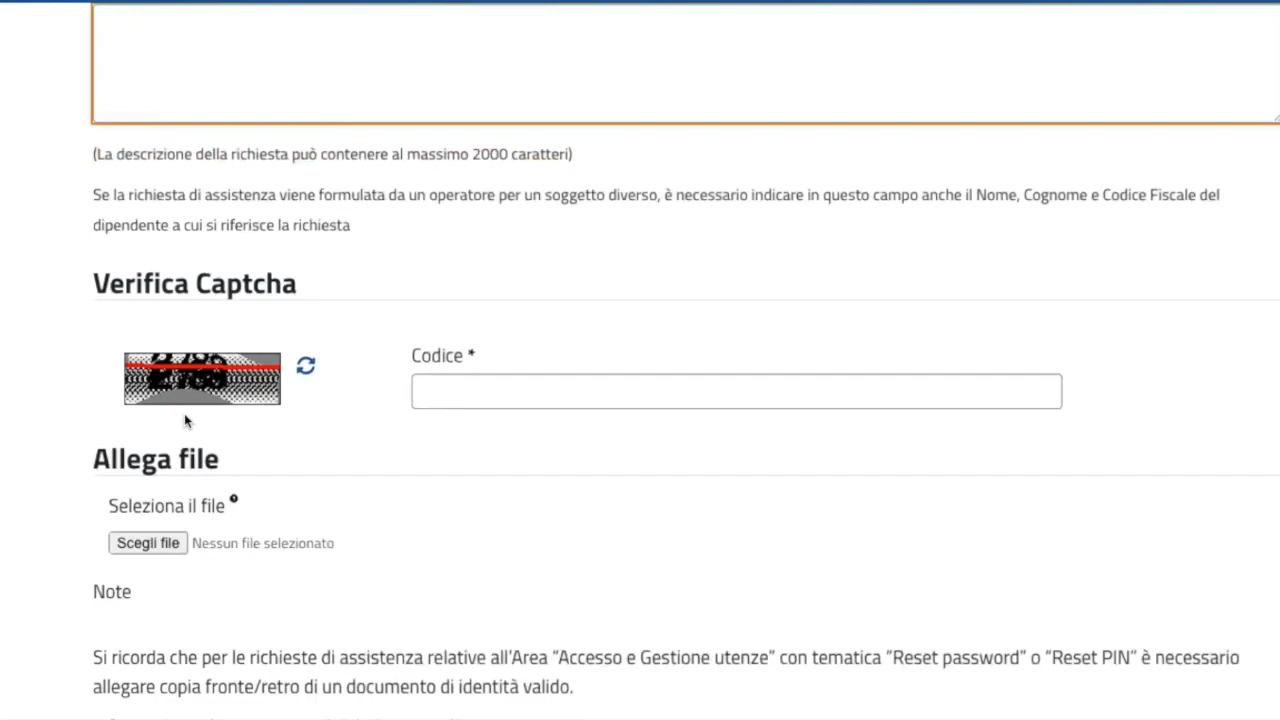 (La descrizione della richiesta può contenere al massimo 2000 caratteri)
Se la richiesta di assistenza viene formulata da un operatore per un soggetto diverso, è necessario indicare in questo campo anche il Nome, Cognome e Codice Fiscale del
dipendente a cui si riferisce la richiesta
Verifica Captcha
Codice *
Allega file
Seleziona il file
Scegli file Nessun file selezionato
Note
Si ricorda che per le richieste di assistenza relative all'Area “Accesso e Gestione utenze” con tematica “Reset password” o “Reset PIN” è necessario
allegare copia fronte/retro di un documento di identità valido.